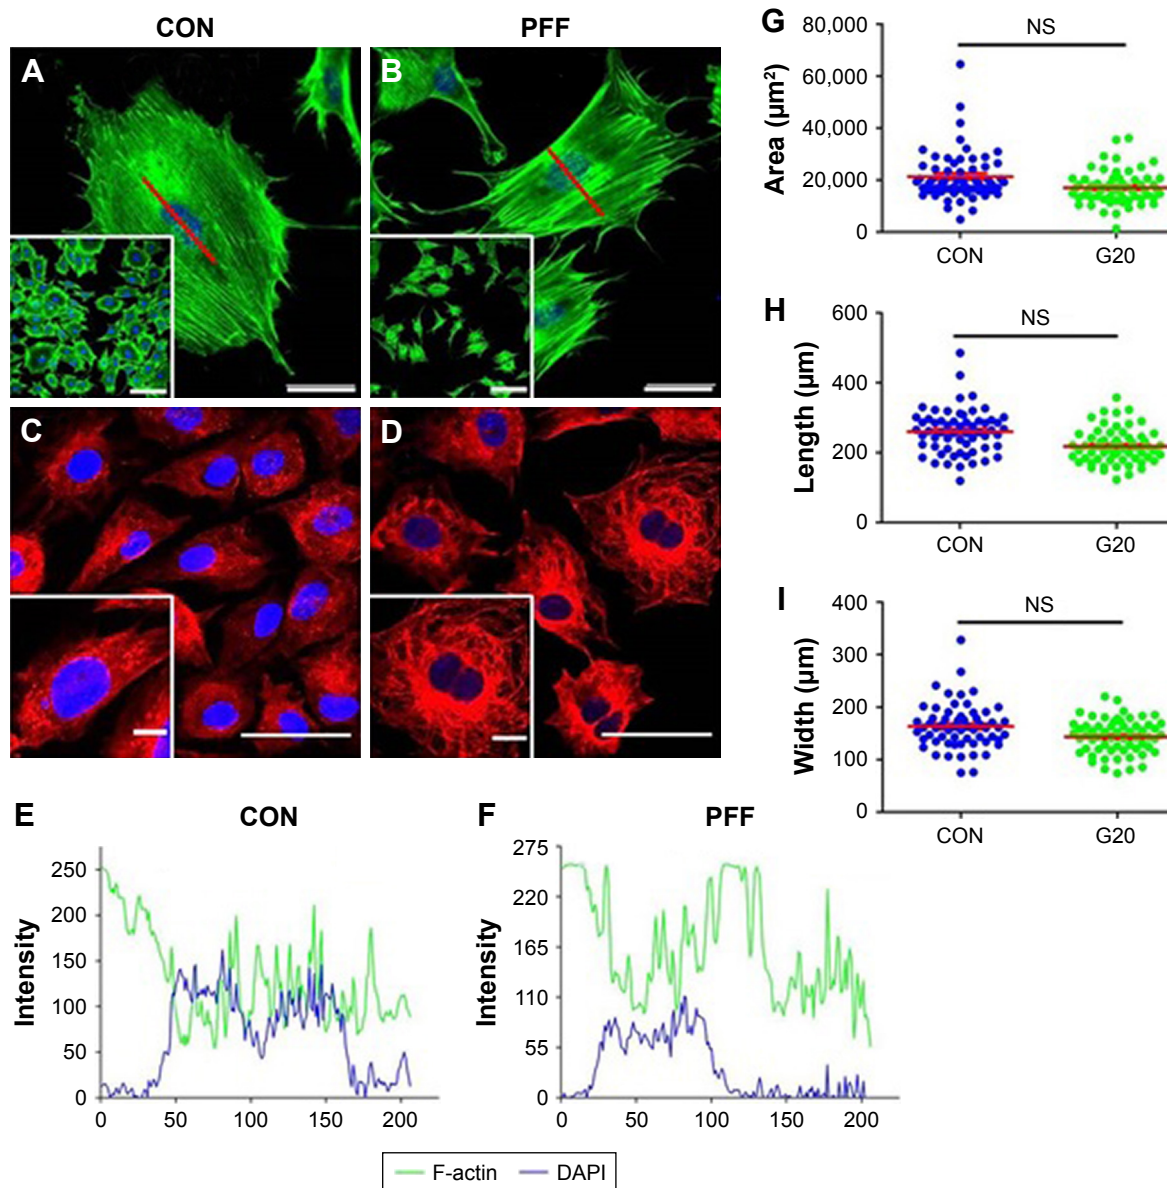 CON
PFF
A
B
C
D
E
CON
Intensity
250
200
150
100
50
0
0
50
100
150
200
F
PFF
Intensity
275
220
165
110
55
0
0
50
100
150
200
F-actin
DAPI
G
NS
Area (µm²)
80,000
60,000
40,000
20,000
0
CON
G20
H
NS
Length (µm)
600
400
200
0
CON
G20
I
NS
Width (µm)
400
300
200
100
0
CON
G20